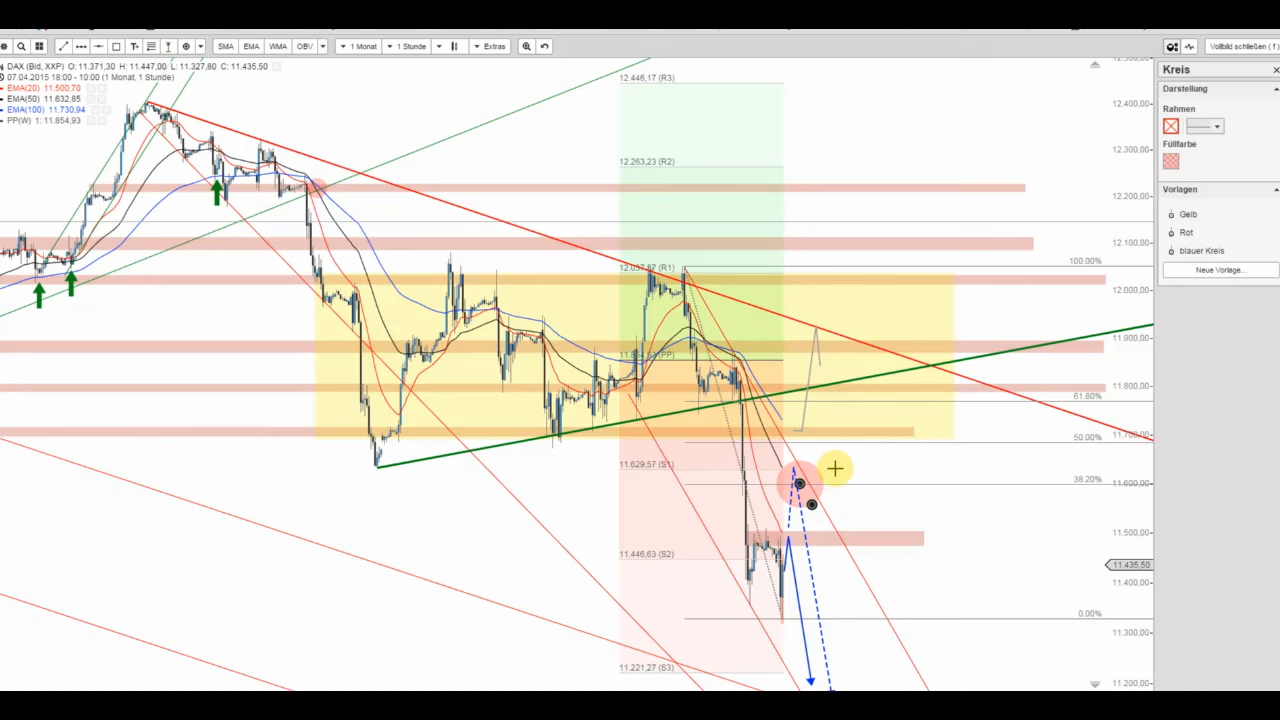 SMA
EMA
WMA
OBV
1 Monat
1 Stunde
Extras
Vollbild schließen ( f )
DAX (Bid, XXP) O: 11.371,30 H: 11.447,00 L: 11.327,80 C: 11.435,50
07.04.2015 18:00 - 10:00 (1 Monat, 1 Stunde)
EMA(20) 11.500,70
EMA(50) 11.632,85
EMA(100) 11.730,94
PP(W) 1: 11.854,93
12.446,17 (R3)
12.263,23 (R2)
12.400,00
12.300,00
12.200,00
12.100,00
12.000,00
11.900,00
11.800,00
11.700,00
11.600,00
11.500,00
11.435,50
11.400,00
11.300,00
11.200,00
100.00%
61.80%
50.00%
38.20%
0.00%
11.629,57 (S1)
11.446,63 (S2)
11.221,27 (S3)
Kreis
Darstellung
Rahmen
Füllfarbe
Vorlagen
Gelb
Rot
blauer Kreis
Neue Vorlage...